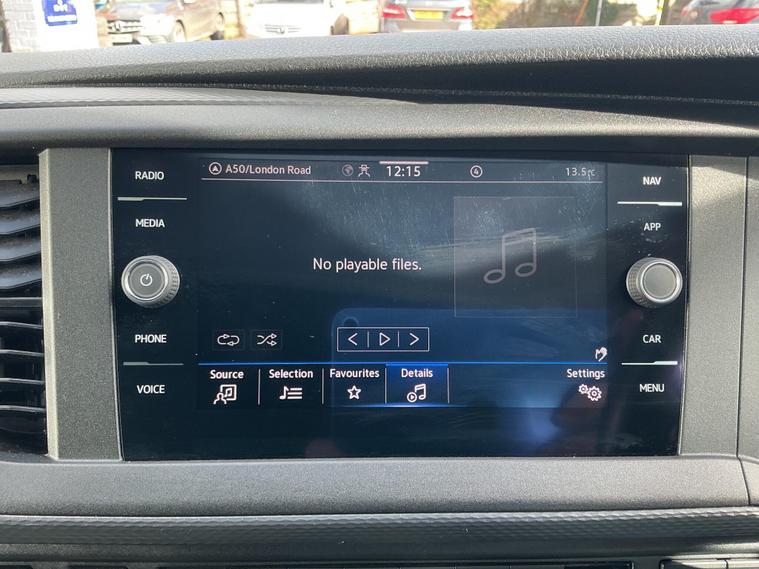 RADIO
MEDIA
PHONE
VOICE
A50/London Road
12:15
4
13.5°C
No playable files.
Source
Selection
Favourites
Details
Settings
NAV
APP
CAR
MENU